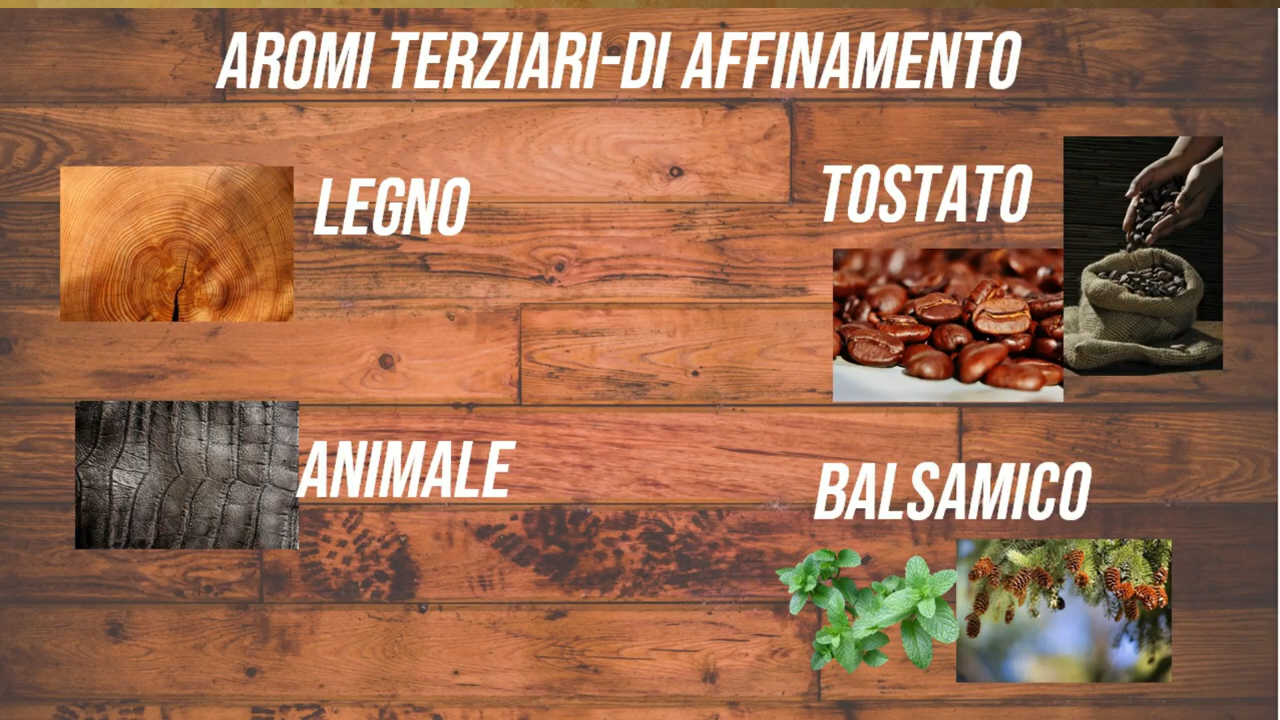 AROMI TERZIARI-DI AFFINAMENTO
LEGNO
TOSTATO
ANIMALE
BALSAMICO